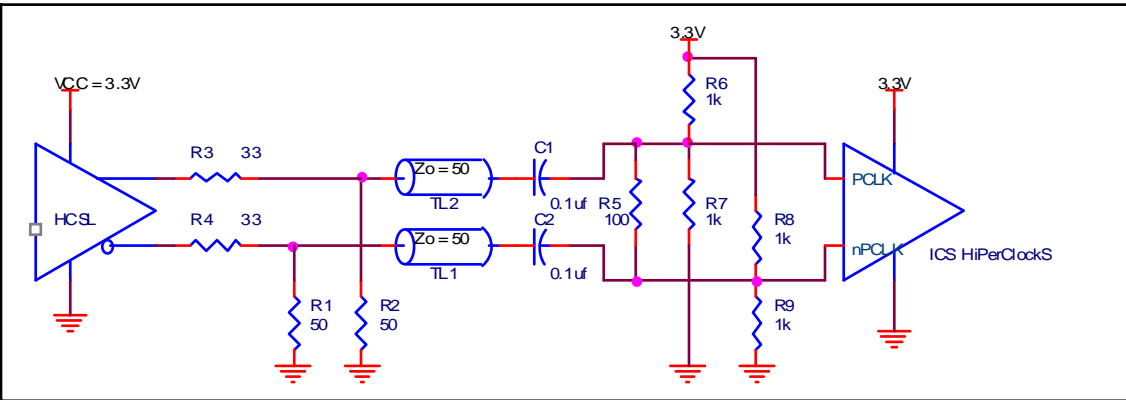 3.3V
VCC=3.3V
R6
1k
3.3V
R3 33
C1
Zo = 50
PCLK
TL2
0.1uf
R5
100
R7
1k
HCSL
R4 33
C2
R8
1k
Zo = 50
nPCLK
ICS HiPerClockS
TL1
0.1uf
R1
50
R2
50
R9
1k